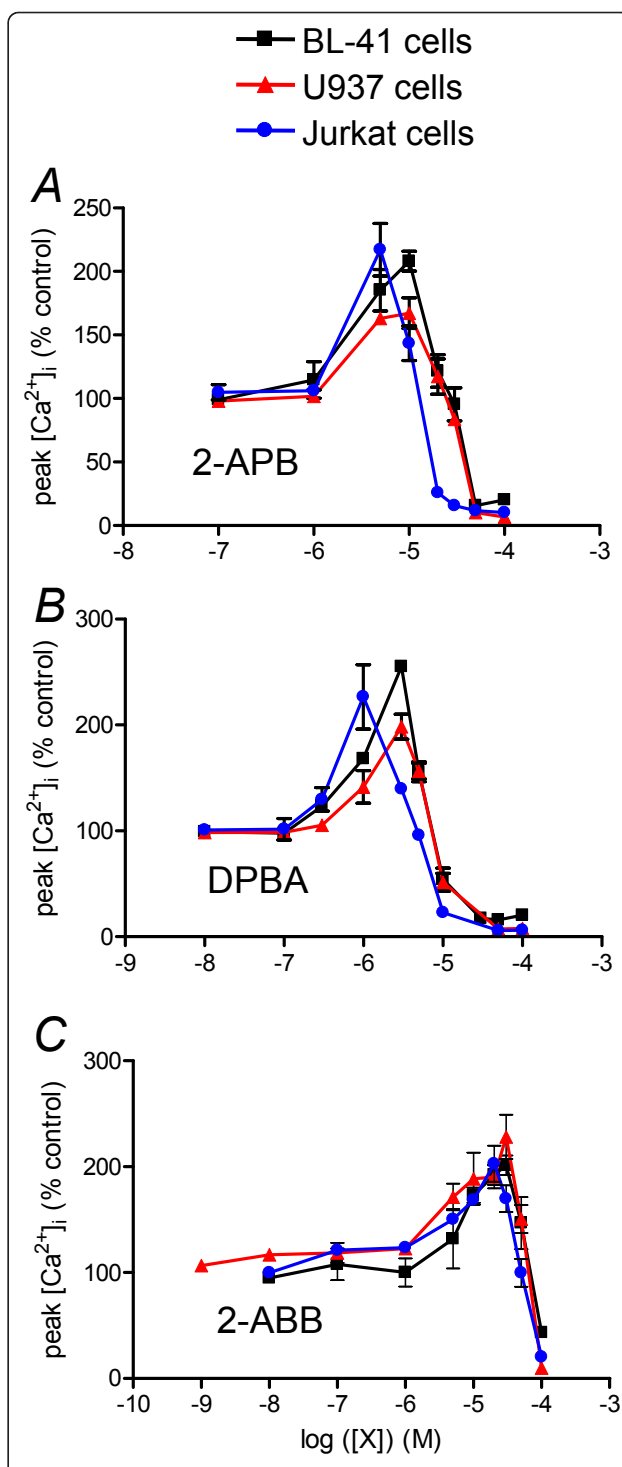 BL-41 cells
U937 cells
Jurkat cells
A
250
200
150
100
50
0
peak [Ca²⁺]ᵢ (% control)
2-APB
-8 -7 -6 -5 -4 -3
B
300
200
100
0
peak [Ca²⁺]ᵢ (% control)
DPBA
-9 -8 -7 -6 -5 -4 -3
C
300
200
100
0
peak [Ca²⁺]ᵢ (% control)
2-ABB
-10 -9 -8 -7 -6 -5 -4 -3
log ([X]) (M)